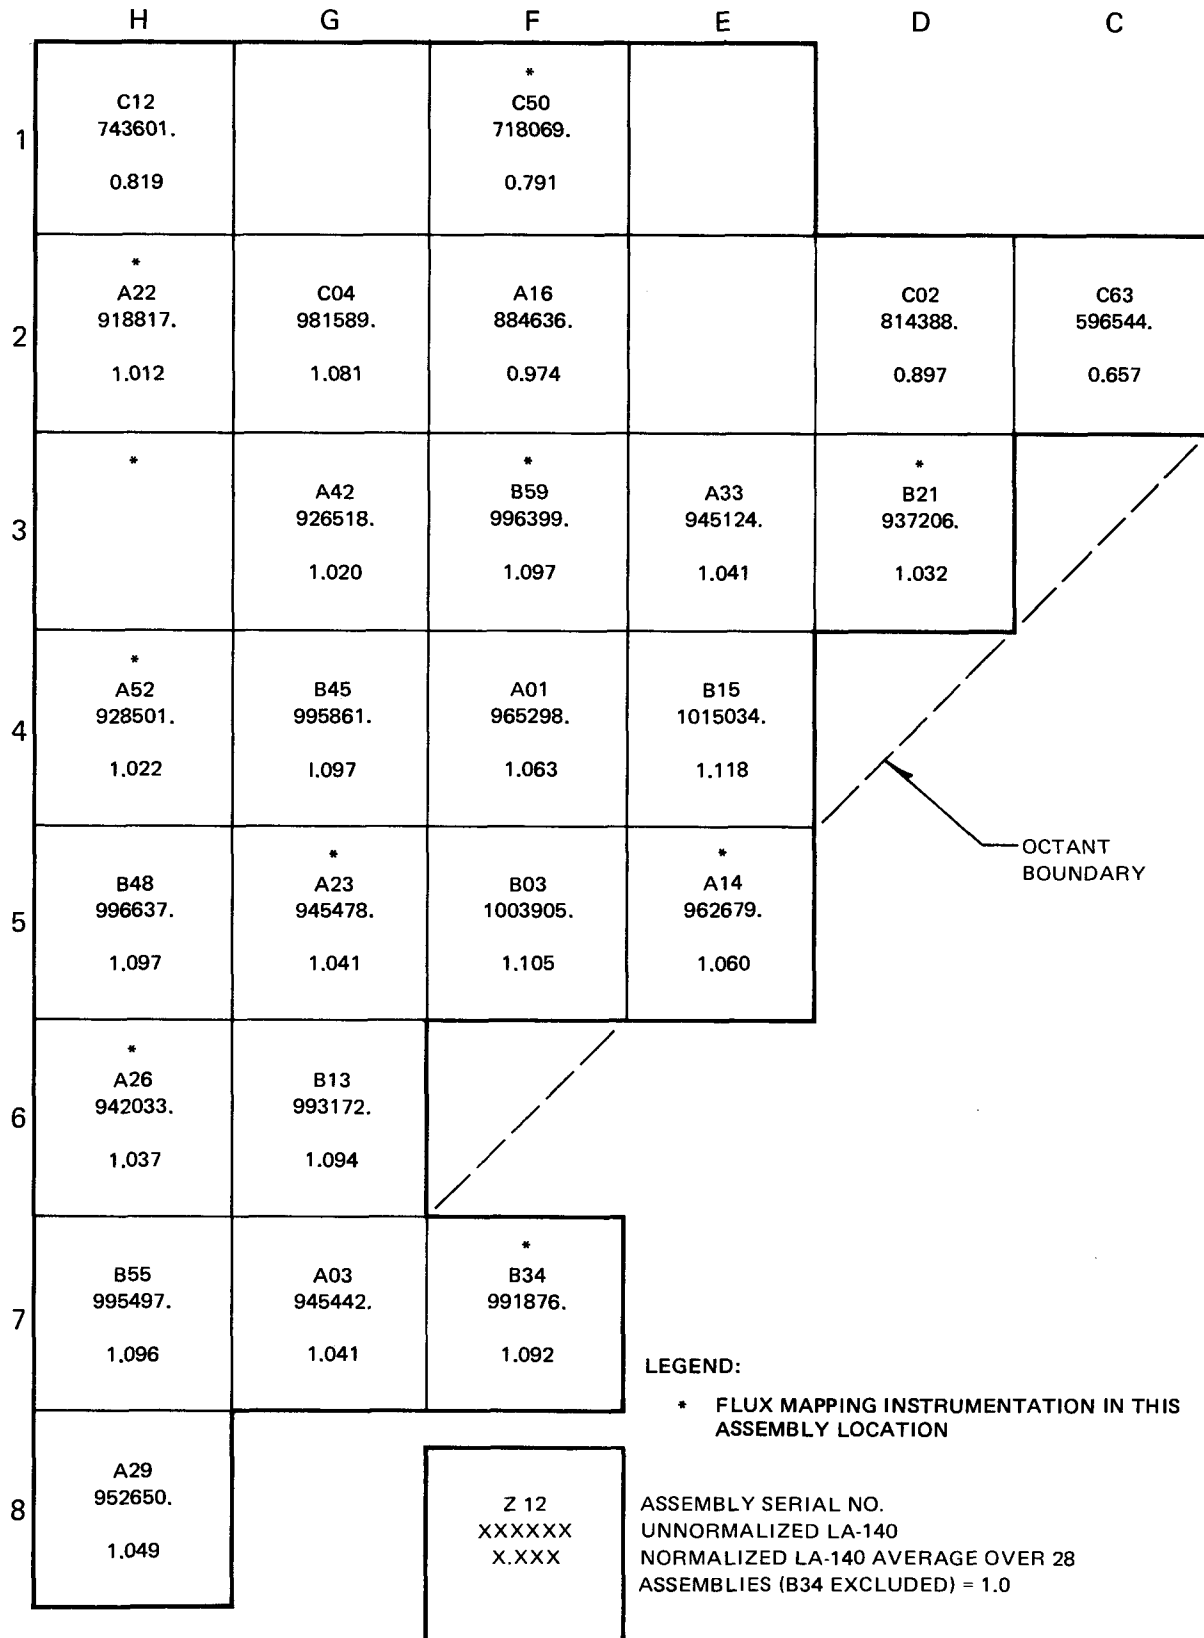 H G F E D C
1
C12
743601.
0.819
*
C50
718069.
0.791
2
*
A22
918817.
1.012
C04
981589.
1.081
A16
884636.
0.974
C02
814388.
0.897
C63
596544.
0.657
3
*
A42
926518.
1.020
*
B59
996399.
1.097
A33
945124.
1.041
*
B21
937206.
1.032
4
*
A52
928501.
1.022
B45
995861.
I.097
A01
965298.
1.063
B15
1015034.
1.118
5
B48
996637.
1.097
*
A23
945478.
1.041
B03
1003905.
1.105
*
A14
962679.
1.060
OCTANT
BOUNDARY
6
*
A26
942033.
1.037
B13
993172.
1.094
7
B55
995497.
1.096
A03
945442.
1.041
*
B34
991876.
1.092
8
A29
952650.
1.049
LEGEND:
* FLUX MAPPING INSTRUMENTATION IN THIS
ASSEMBLY LOCATION
Z 12
XXXXXX
X.XXX
ASSEMBLY SERIAL NO.
UNNORMALIZED LA-140
NORMALIZED LA-140 AVERAGE OVER 28
ASSEMBLIES (B34 EXCLUDED) = 1.0